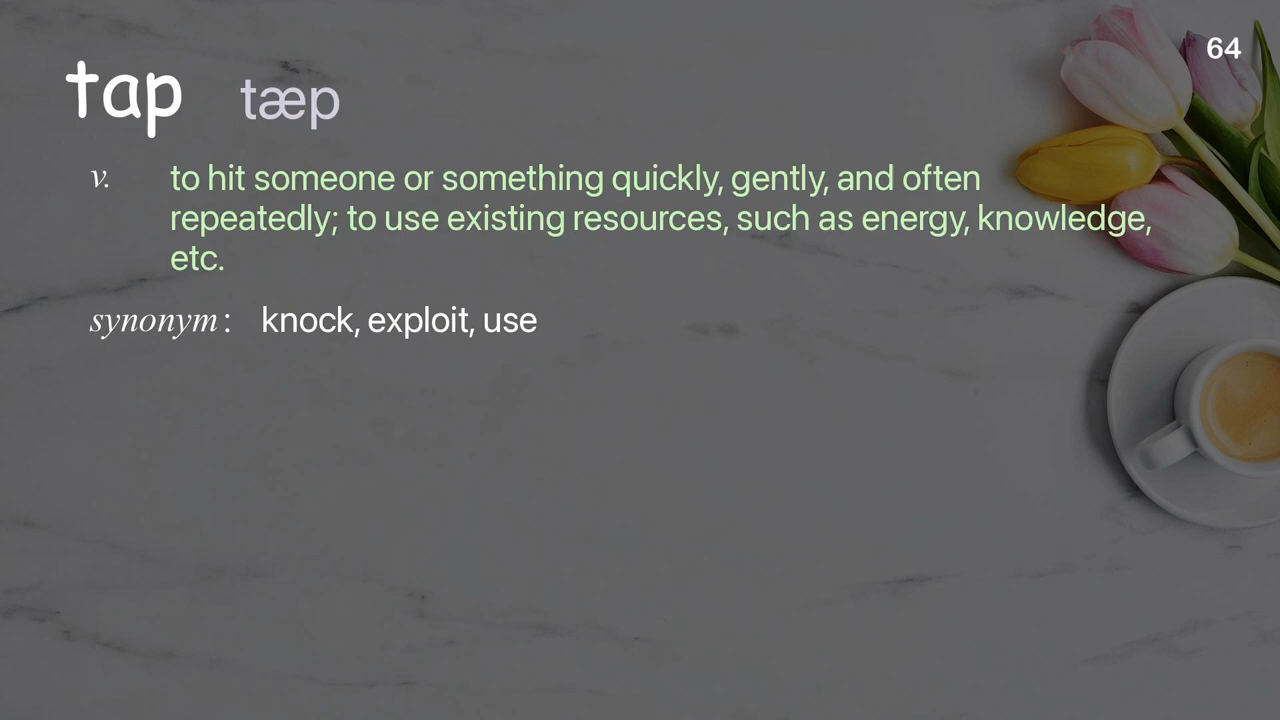 64
tap tæp
v. to hit someone or something quickly, gently, and often
repeatedly; to use existing resources, such as energy, knowledge,
etc.
synonym: knock, exploit, use